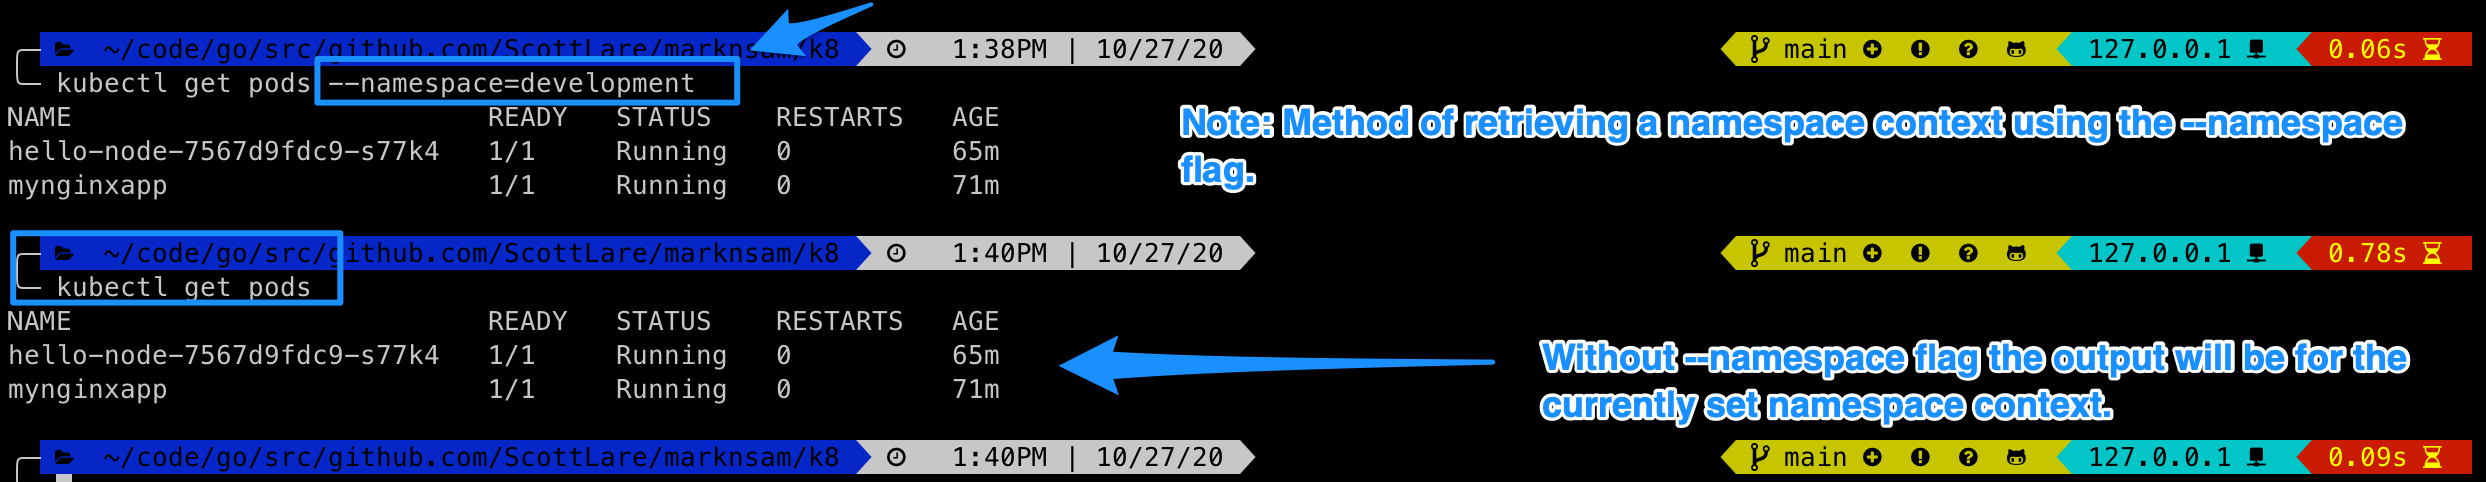 ~/code/go/src/github.com/ScottLare/marknsam/k8 1:38PM | 10/27/20 main 127.0.0.1 0.06s
kubectl get pods --namespace=development
NAME READY STATUS RESTARTS AGE
hello-node-7567d9fdc9-s77k4 1/1 Running 0 65m
mynginxapp 1/1 Running 0 71m
Note: Method of retrieving a namespace context using the --namespace
flag.
~/code/go/src/github.com/ScottLare/marknsam/k8 1:40PM | 10/27/20 main 127.0.0.1 0.78s
kubectl get pods
NAME READY STATUS RESTARTS AGE
hello-node-7567d9fdc9-s77k4 1/1 Running 0 65m
mynginxapp 1/1 Running 0 71m
Without --namespace flag the output will be for the
currently set namespace context.
~/code/go/src/github.com/ScottLare/marknsam/k8 1:40PM | 10/27/20 main 127.0.0.1 0.09s